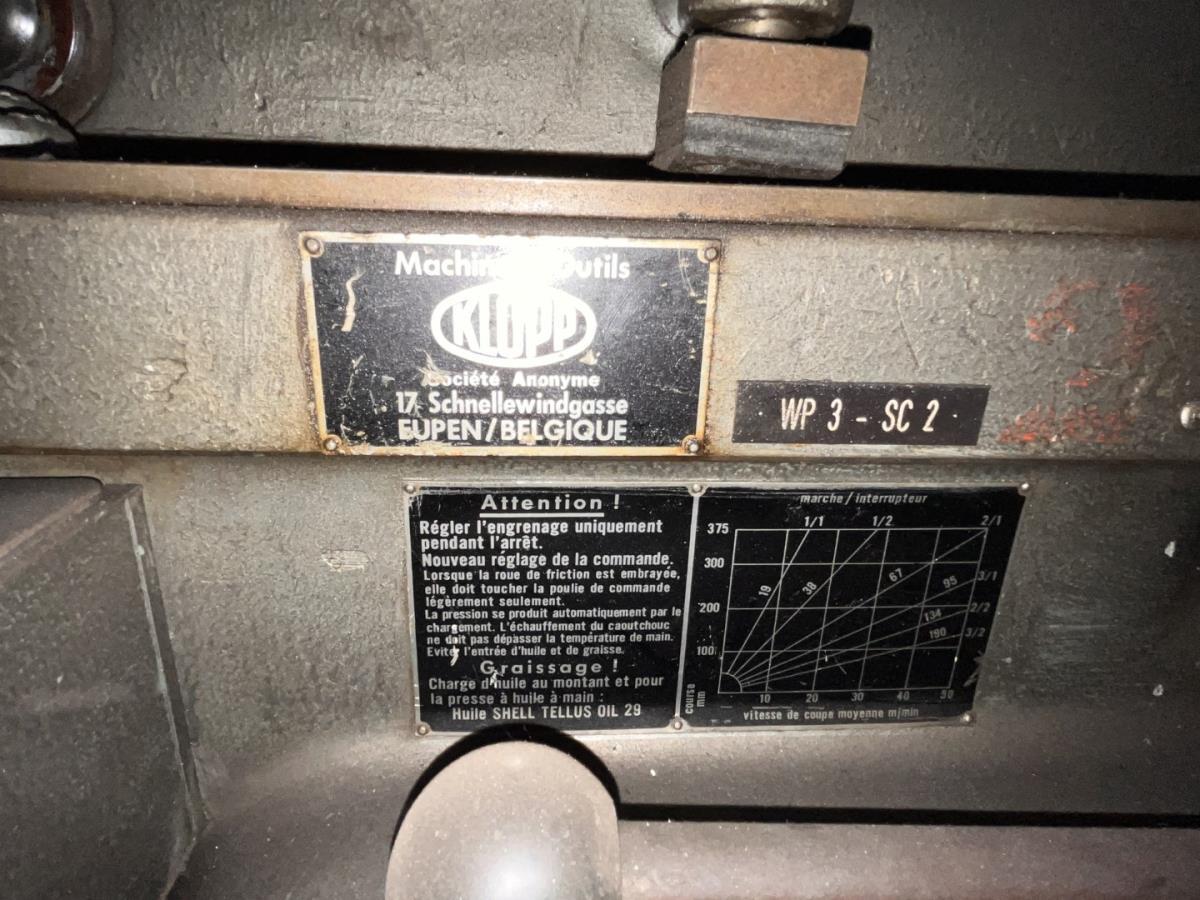 Outils
KLOPP
Société Anonyme
17, Schnellewindgasse
EUPEN/BELGIQUE
WP 3 - SC 2
Attention !
Régler l'engrenage uniquement
pendant l'arrêt.
Nouveau réglage de la commande.
Lorsque la roue de friction est embrayée,
elle doit toucher la poulie de commande
légèrement seulement.
La pression se produit automatiquement par le
chargement. L'échauffement du caoutchouc
ne doit pas dépasser la température de main.
Evitez l'entrée d'huile et de graisse.
Graissage !
Charge d'huile au montant et pour
la presse à huile à main :
Huile SHELL TELLUS OIL 29
marche/interrupteur
375 1/1 1/2 2/1
300
19 38 67 95 3/1
200 134 2/2
100 190 3/2
course mm
10 20 30 40 50
vitesse de coupe moyenne m/min